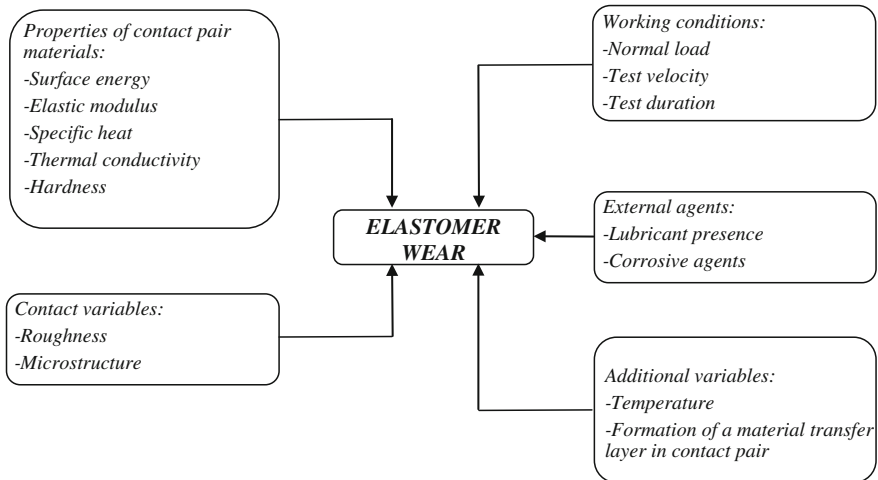 Properties of contact pair
materials:
-Surface energy
-Elastic modulus
-Specific heat
-Thermal conductivity
-Hardness
Working conditions:
-Normal load
-Test velocity
-Test duration
ELASTOMER
WEAR
External agents:
-Lubricant presence
-Corrosive agents
Contact variables:
-Roughness
-Microstructure
Additional variables:
-Temperature
-Formation of a material transfer
layer in contact pair